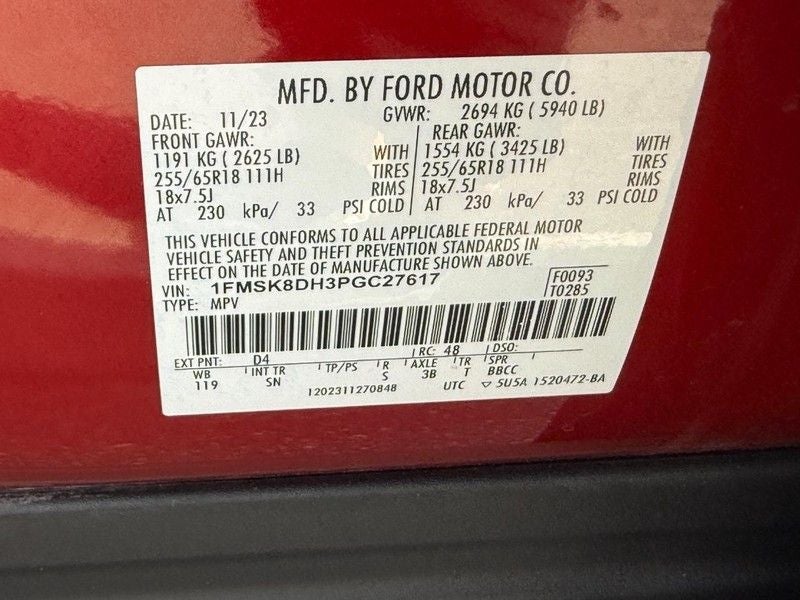 MFD. BY FORD MOTOR CO.
DATE: 11/23 GVWR: 2694 KG ( 5940 LB)
FRONT GAWR: REAR GAWR:
1191 KG ( 2625 LB) WITH 1554 KG ( 3425 LB) WITH
255/65R18 111H TIRES 255/65R18 111H TIRES
18x7.5J RIMS 18x7.5J RIMS
AT 230 kPa/ 33 PSI COLD AT 230 kPa/ 33 PSI COLD
THIS VEHICLE CONFORMS TO ALL APPLICABLE FEDERAL MOTOR
VEHICLE SAFETY AND THEFT PREVENTION STANDARDS IN
EFFECT ON THE DATE OF MANUFACTURE SHOWN ABOVE.
VIN: 1FMSK8DH3PGC27617 F0093
TYPE: MPV T0285
EXT PNT: D4 RC: 48 DSO:
WB INT TR TP/PS R AXLE TR SPR
119 SN S 3B T BBCC
1202311270848 UTC ▽ 5U5A 1520472-BA